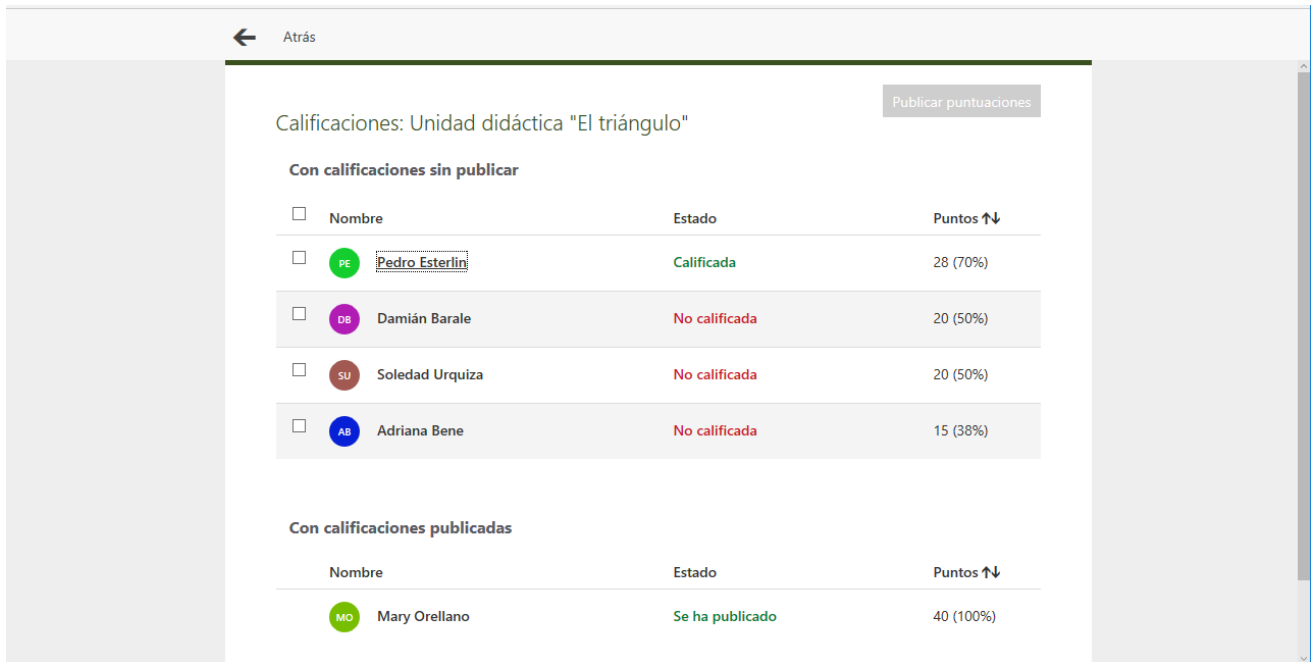 Atrás
Publicar puntuaciones
Calificaciones: Unidad didáctica "El triángulo"
Con calificaciones sin publicar
Nombre Estado Puntos
PE Pedro Esterlin Calificada 28 (70%)
DB Damián Barale No calificada 20 (50%)
SU Soledad Urquiza No calificada 20 (50%)
AB Adriana Bene No calificada 15 (38%)
Con calificaciones publicadas
Nombre Estado Puntos
MO Mary Orellano Se ha publicado 40 (100%)